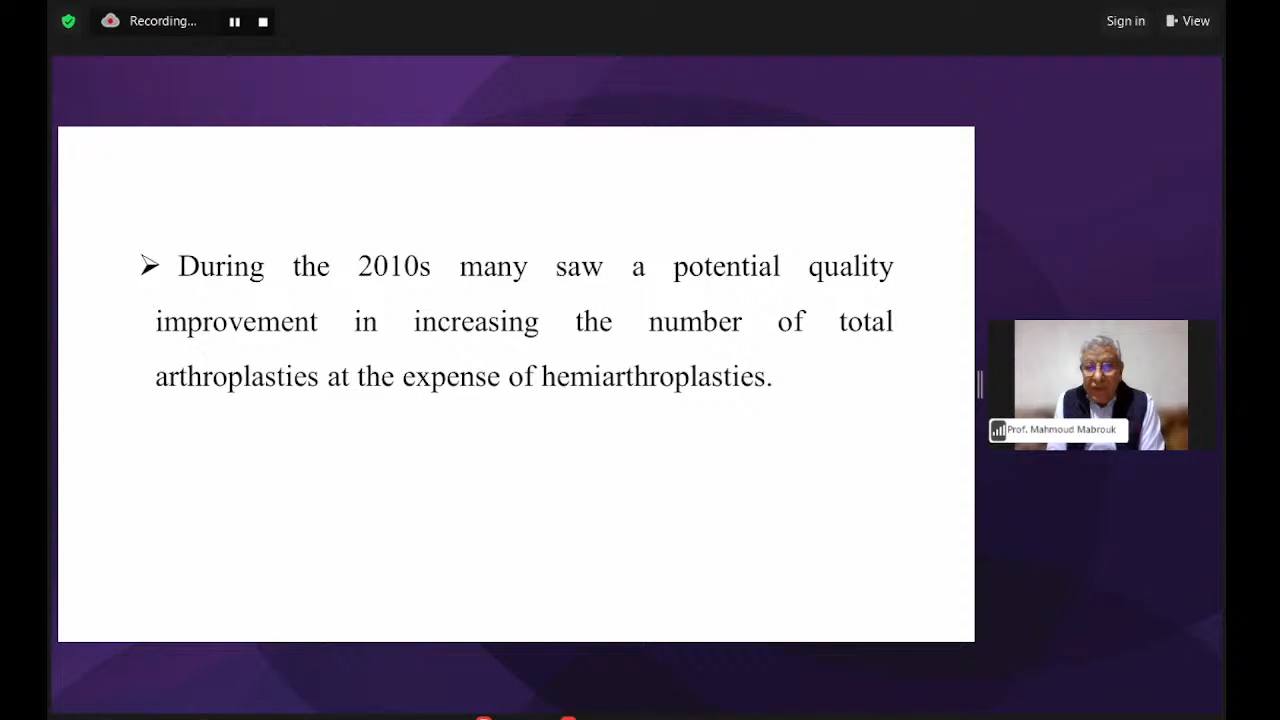 Recording...
Sign in
View
➢ During the 2010s many saw a potential quality
improvement in increasing the number of total
arthroplasties at the expense of hemiarthroplasties.
Prof. Mahmoud Mabrouk